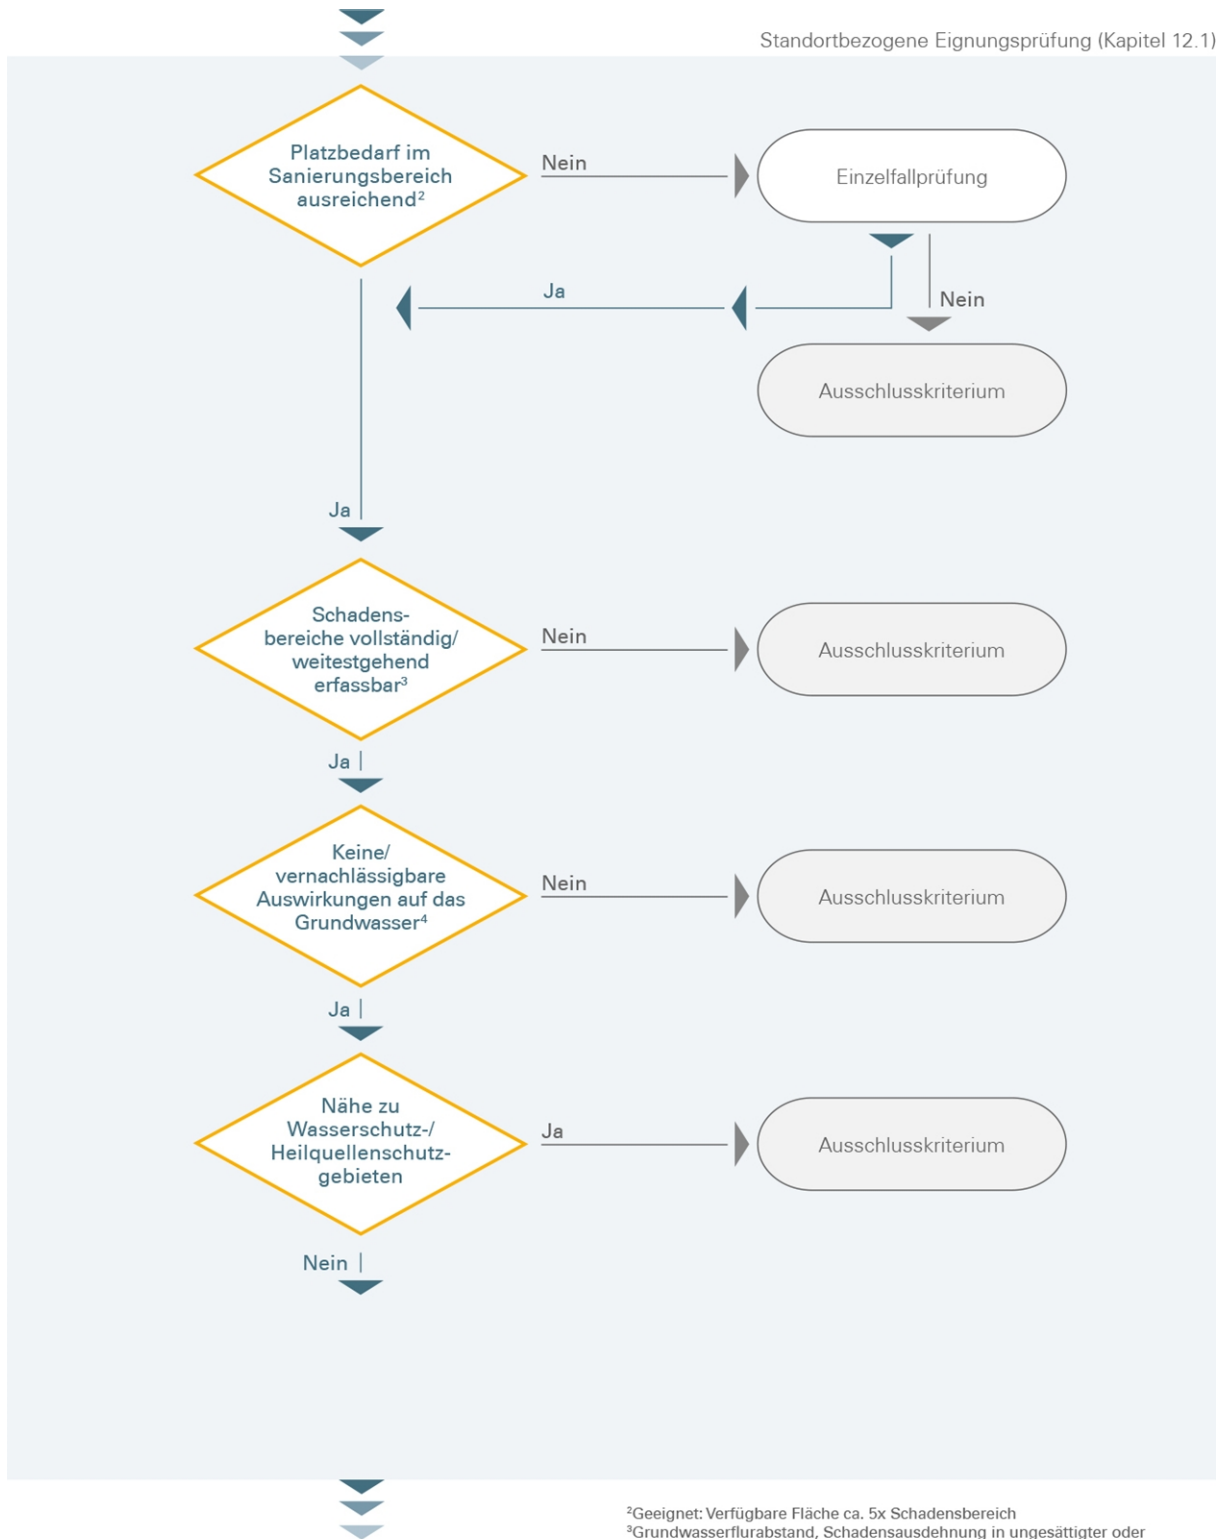 Standortbezogene Eignungsprüfung (Kapitel 12.1)
Platzbedarf im
Sanierungsbereich
ausreichend²
Nein
Einzelfallprüfung
Ja
Nein
Ausschlusskriterium
Ja
Schadens-
bereiche vollständig/
weitestgehend
erfassbar³
Nein
Ausschlusskriterium
Ja
Keine/
vernachlässigbare
Auswirkungen auf das
Grundwasser⁴
Nein
Ausschlusskriterium
Ja
Nähe zu
Wasserschutz-/
Heilquellenschutz-
gebieten
Ja
Ausschlusskriterium
Nein
²Geeignet: Verfügbare Fläche ca. 5x Schadensbereich
³Grundwasserflurabstand, Schadensausdehnung in ungesättigter oder